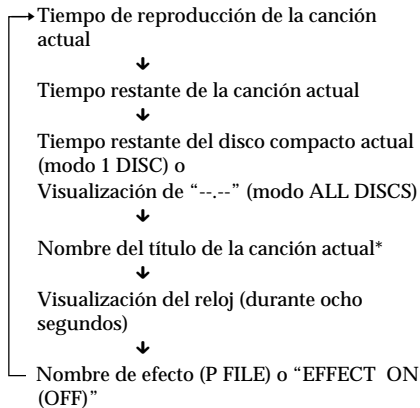 Tiempo de reproducción de la canción
actual
Tiempo restante de la canción actual
Tiempo restante del disco compacto actual
(modo 1 DISC) o
Visualización de “--.--” (modo ALL DISCS)
Nombre del título de la canción actual*
Visualización del reloj (durante ocho
segundos)
Nombre de efecto (P FILE) o “EFFECT ON
(OFF)”